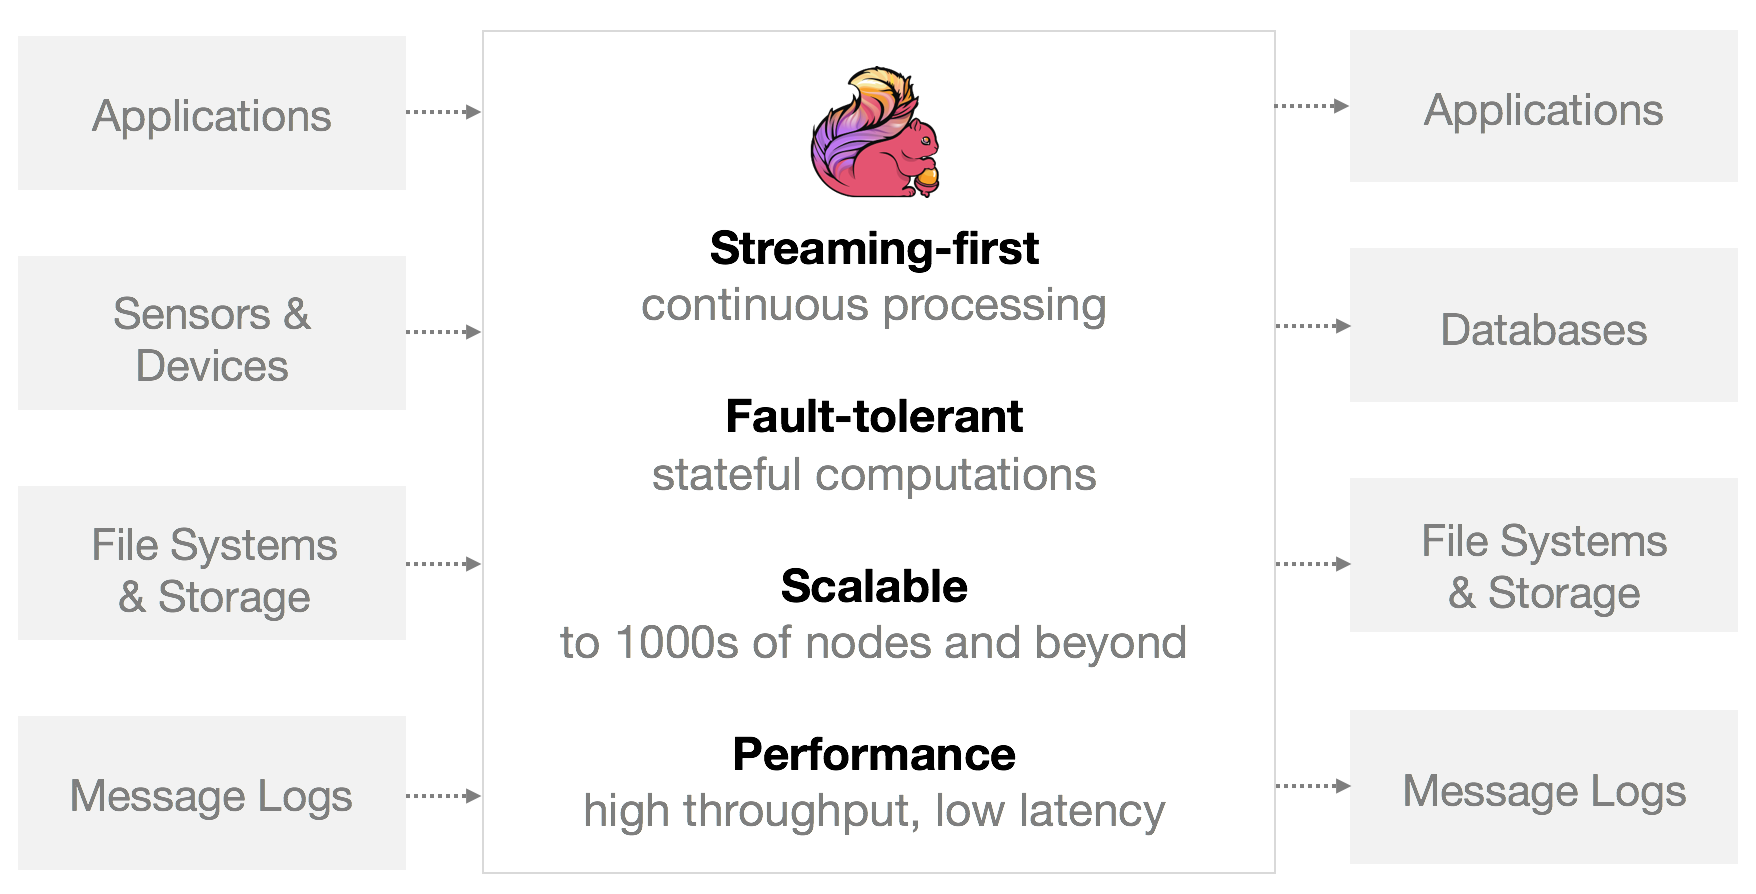 Applications
Sensors &
Devices
File Systems
& Storage
Message Logs
Streaming-first
continuous processing
Fault-tolerant
stateful computations
Scalable
to 1000s of nodes and beyond
Performance
high throughput, low latency
Applications
Databases
File Systems
& Storage
Message Logs